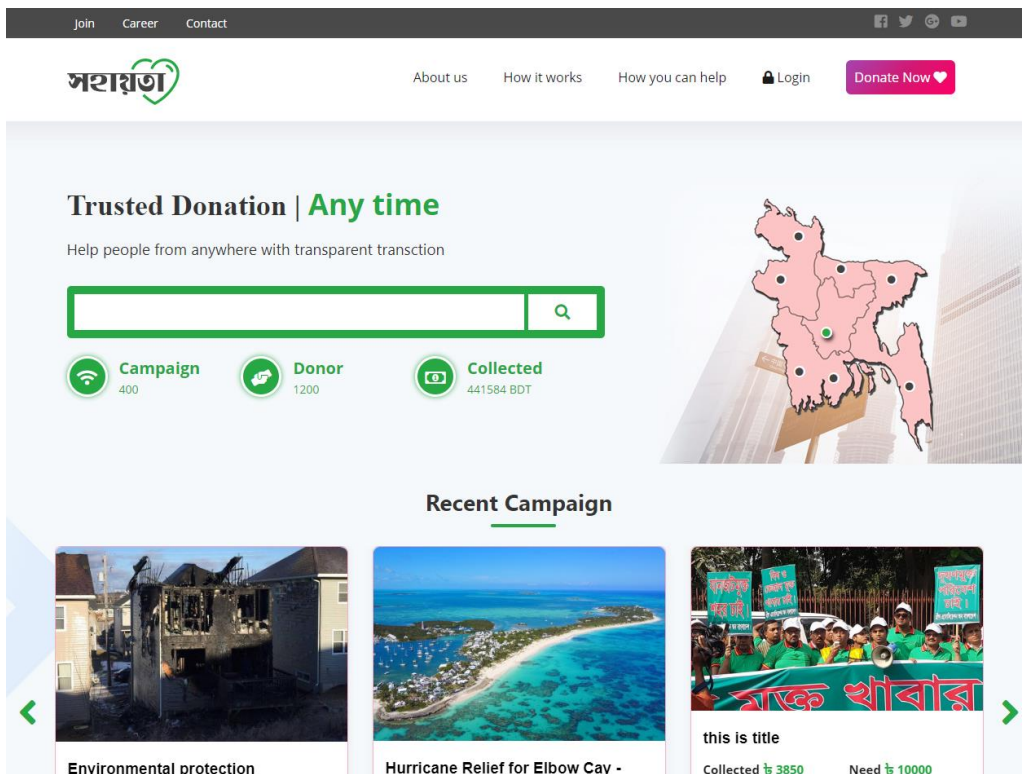 Join Career Contact
সহায়তা
About us How it works How you can help Login Donate Now
Trusted Donation | Any time
Help people from anywhere with transparent transction
Campaign
400
Donor
1200
Collected
441584 BDT
Recent Campaign
মুক্ত খাবার
Environmental protection
Hurricane Relief for Elbow Cay -
this is title
Collected ৳ 3850 Need ৳ 10000